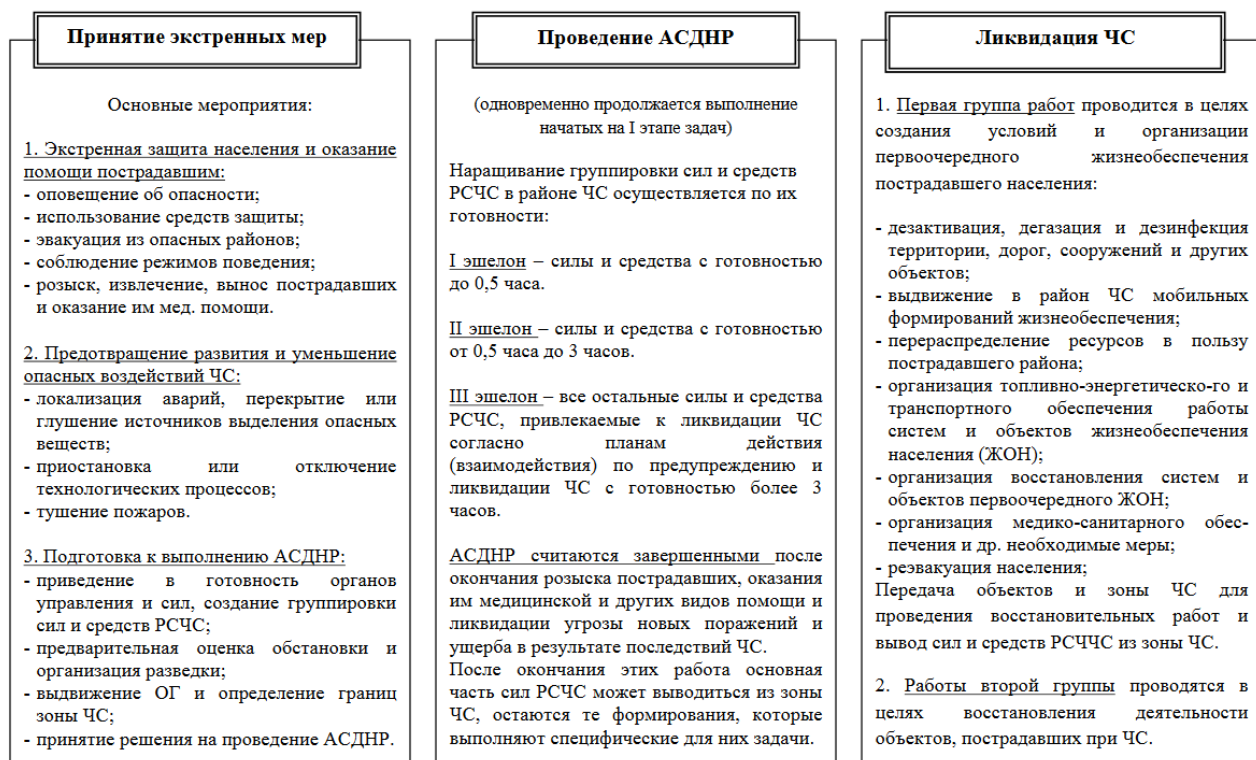 Принятие экстренных мер
Основные мероприятия:
1. Экстренная защита населения и оказание
помощи пострадавшим:
- оповещение об опасности;
- использование средств защиты;
- эвакуация из опасных районов;
- соблюдение режимов поведения;
- розыск, извлечение, вынос пострадавших
и оказание им мед. помощи.
2. Предотвращение развития и уменьшение
опасных воздействий ЧС:
- локализация аварий, перекрытие или
глушение источников выделения опасных
веществ;
- приостановка или отключение
технологических процессов;
- тушение пожаров.
3. Подготовка к выполнению АСДНР:
- приведение в готовность органов
управления и сил, создание группировки
сил и средств РСЧС;
- предварительная оценка обстановки и
организация разведки;
- выдвижение ОГ и определение границ
зоны ЧС;
- принятие решения на проведение АСДНР.
Проведение АСДНР
(одновременно продолжается выполнение
начатых на I этапе задач)
Наращивание группировки сил и средств
РСЧС в районе ЧС осуществляется по их
готовности:
I эшелон – силы и средства с готовностью
до 0,5 часа.
II эшелон – силы и средства с готовностью
от 0,5 часа до 3 часов.
III эшелон – все остальные силы и средства
РСЧС, привлекаемые к ликвидации ЧС
согласно планам действия
(взаимодействия) по предупреждению и
ликвидации ЧС с готовностью более 3
часов.
АСДНР считаются завершенными после
окончания розыска пострадавших, оказания
им медицинской и других видов помощи и
ликвидации угрозы новых поражений и
ущерба в результате последствий ЧС.
После окончания этих работа основная
часть сил РСЧС может выводиться из зоны
ЧС, остаются те формирования, которые
выполняют специфические для них задачи.
Ликвидация ЧС
1. Первая группа работ проводится в целях
создания условий и организации
первоочередного жизнеобеспечения
пострадавшего населения:
- дезактивация, дегазация и дезинфекция
территории, дорог, сооружений и других
объектов;
- выдвижение в район ЧС мобильных
формирований жизнеобеспечения;
- перераспределение ресурсов в пользу
пострадавшего района;
- организация топливно-энергетическо-го и
транспортного обеспечения работы
систем и объектов жизнеобеспечения
населения (ЖОН);
- организация восстановления систем и
объектов первоочередного ЖОН;
- организация медико-санитарного обес-
печения и др. необходимые меры;
- реэвакуация населения;
Передача объектов и зоны ЧС для
проведения восстановительных работ и
вывод сил и средств РСЧЧС из зоны ЧС.
2. Работы второй группы проводятся в
целях восстановления деятельности
объектов, пострадавших при ЧС.